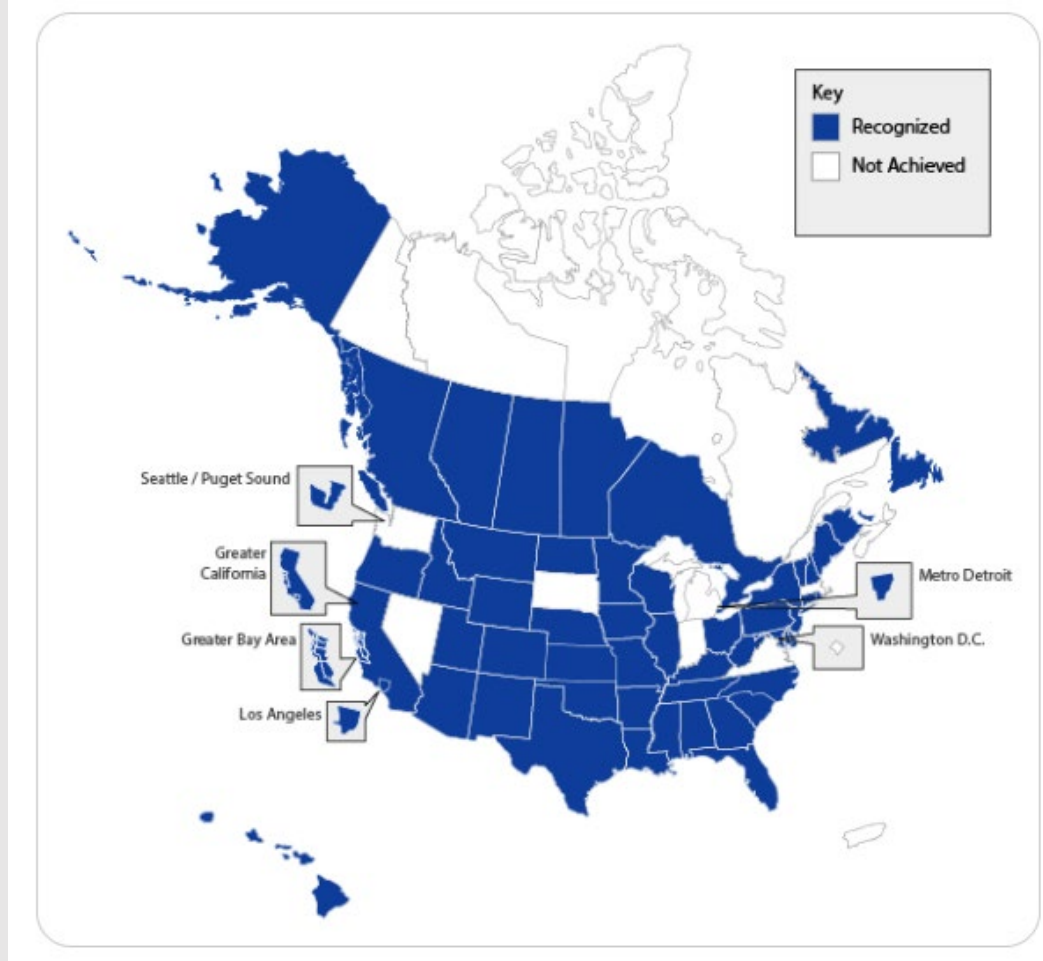 Key
Recognized
Not Achieved
Seattle / Puget Sound
Greater
California
Metro Detroit
Greater Bay Area
Washington D.C.
Los Angeles